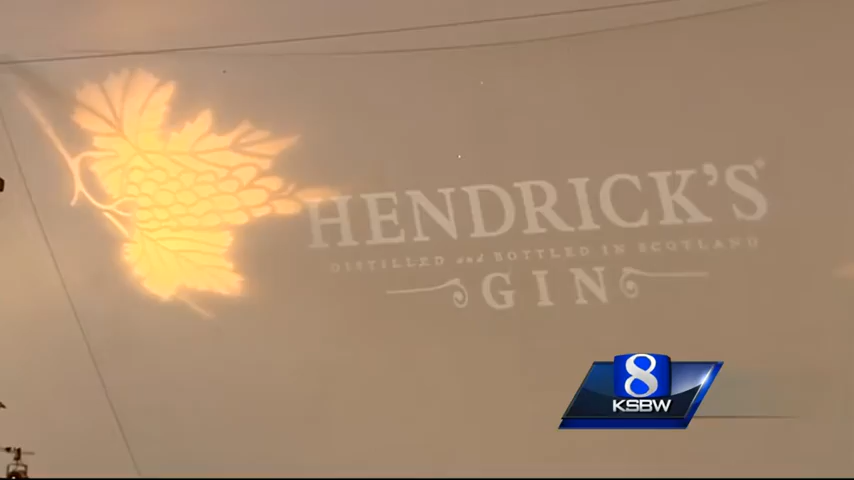 HENDRICK'S®
DISTILLED and BOTTLED IN SCOTLAND
GIN
8
KSBW